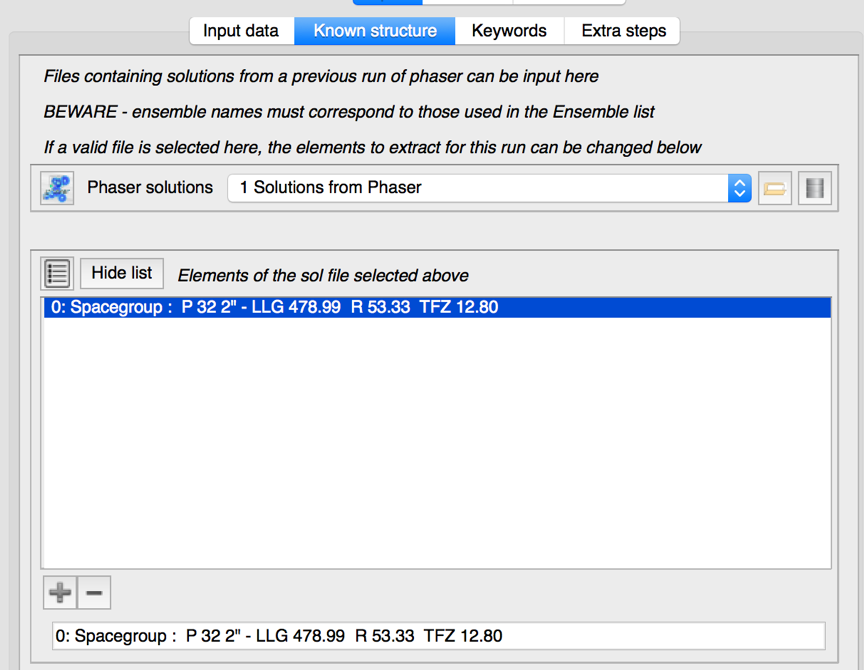 Input data Known structure Keywords Extra steps
Files containing solutions from a previous run of phaser can be input here
BEWARE - ensemble names must correspond to those used in the Ensemble list
If a valid file is selected here, the elements to extract for this run can be changed below
Phaser solutions 1 Solutions from Phaser
Hide list Elements of the sol file selected above
0: Spacegroup : P 32 2" - LLG 478.99 R 53.33 TFZ 12.80
0: Spacegroup : P 32 2" - LLG 478.99 R 53.33 TFZ 12.80